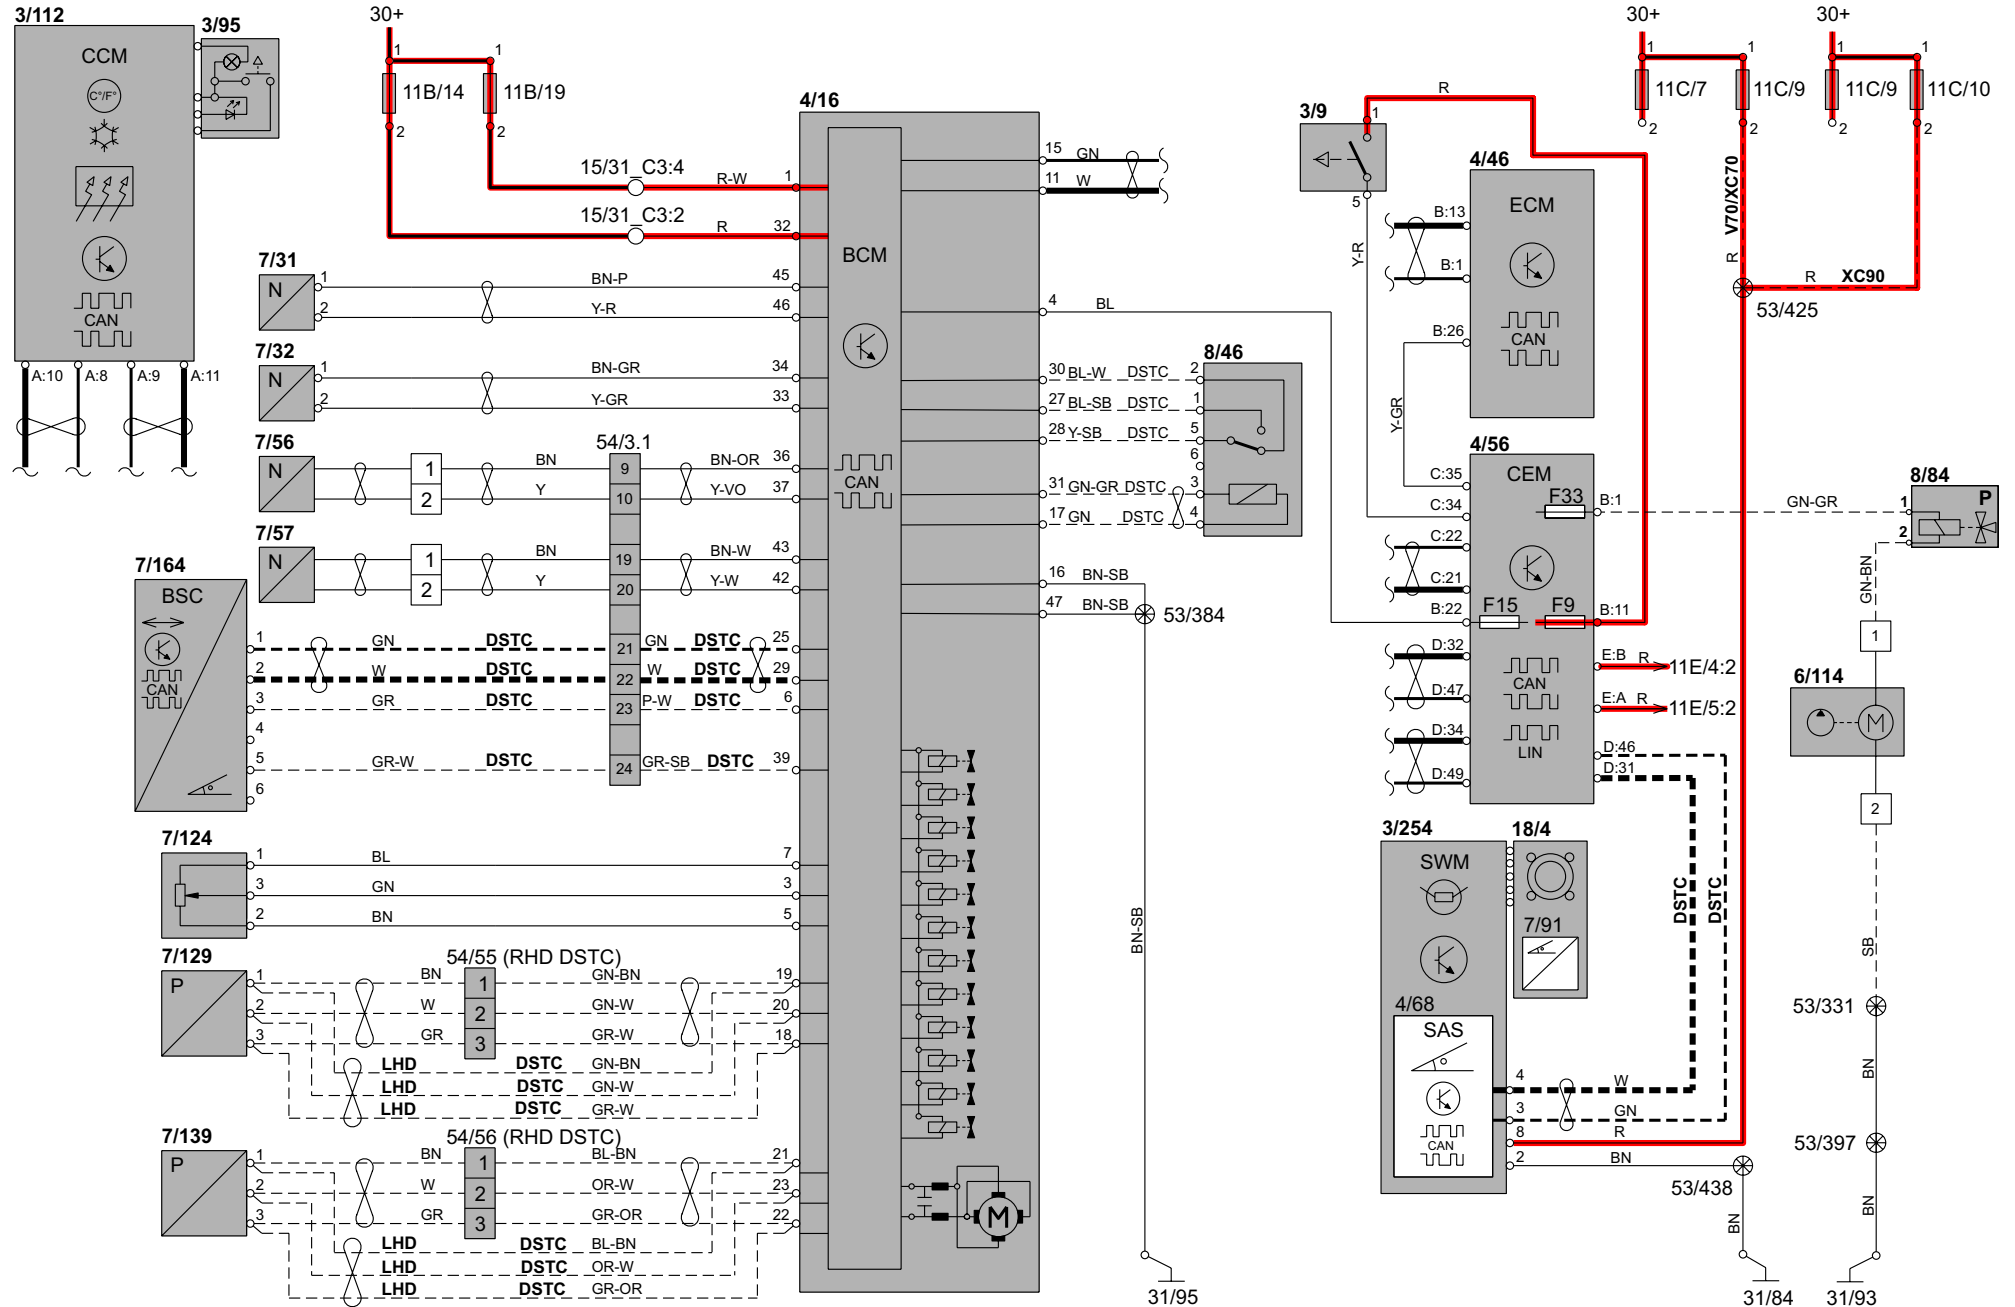 3/112
CCM
C°/F°
CAN
A:10
A:8
A:9
A:11
3/95
30+
1
1
11B/14
11B/19
2
2
15/31_C3:4
R-W
1
15/31_C3:2
R
32
7/31
N
1
BN-P
45
2
Y-R
46
7/32
N
1
BN-GR
34
2
Y-GR
33
7/56
N
1
2
BN
Y
54/3.1
9
10
BN-OR
36
Y-VO
37
7/57
N
1
2
BN
Y
19
20
BN-W
43
Y-W
42
7/164
BSC
CAN
1
GN
DSTC
21
GN
DSTC
25
2
W
DSTC
22
W
DSTC
29
3
GR
DSTC
23
P-W
DSTC
6
4
5
GR-W
DSTC
24
GR-SB
DSTC
39
6
7/124
1
BL
7
3
GN
3
2
BN
5
7/129
P
54/55 (RHD DSTC)
1
BN
1
GN-BN
19
2
W
2
GN-W
20
3
GR
3
GR-W
18
LHD
DSTC
GN-BN
LHD
DSTC
GN-W
LHD
DSTC
GR-W
7/139
P
54/56 (RHD DSTC)
1
BN
1
BL-BN
21
2
W
2
OR-W
23
3
GR
3
GR-OR
22
LHD
DSTC
BL-BN
LHD
DSTC
OR-W
LHD
DSTC
GR-OR
4/16
BCM
CAN
M
15
GN
11
W
4
BL
30
BL-W
DSTC
2
27
BL-SB
DSTC
1
28
Y-SB
DSTC
5
6
31
GN-GR
DSTC
3
17
GN
DSTC
4
8/46
16
BN-SB
47
BN-SB
53/384
BN-SB
31/95
3/9
1
R
5
Y-R
4/46
ECM
CAN
B:13
B:1
B:26
Y-GR
4/56
CEM
C:35
C:34
C:22
C:21
B:22
F33
B:1
F15
F9
B:11
D:32
D:47
D:34
D:49
CAN
LIN
E:B
R
11E/4:2
E:A
R
11E/5:2
D:46
D:31
DSTC
DSTC
GN-GR
3/254
SWM
18/4
7/91
4/68
SAS
CAN
4
W
3
GN
8
R
2
BN
53/438
BN
31/84
30+
1
1
11C/7
11C/9
2
2
V70/XC70
R
30+
1
1
11C/9
11C/10
2
2
R
XC90
53/425
8/84
P
1
2
GN-BN
1
6/114
M
2
SB
53/331
BN
53/397
BN
31/93